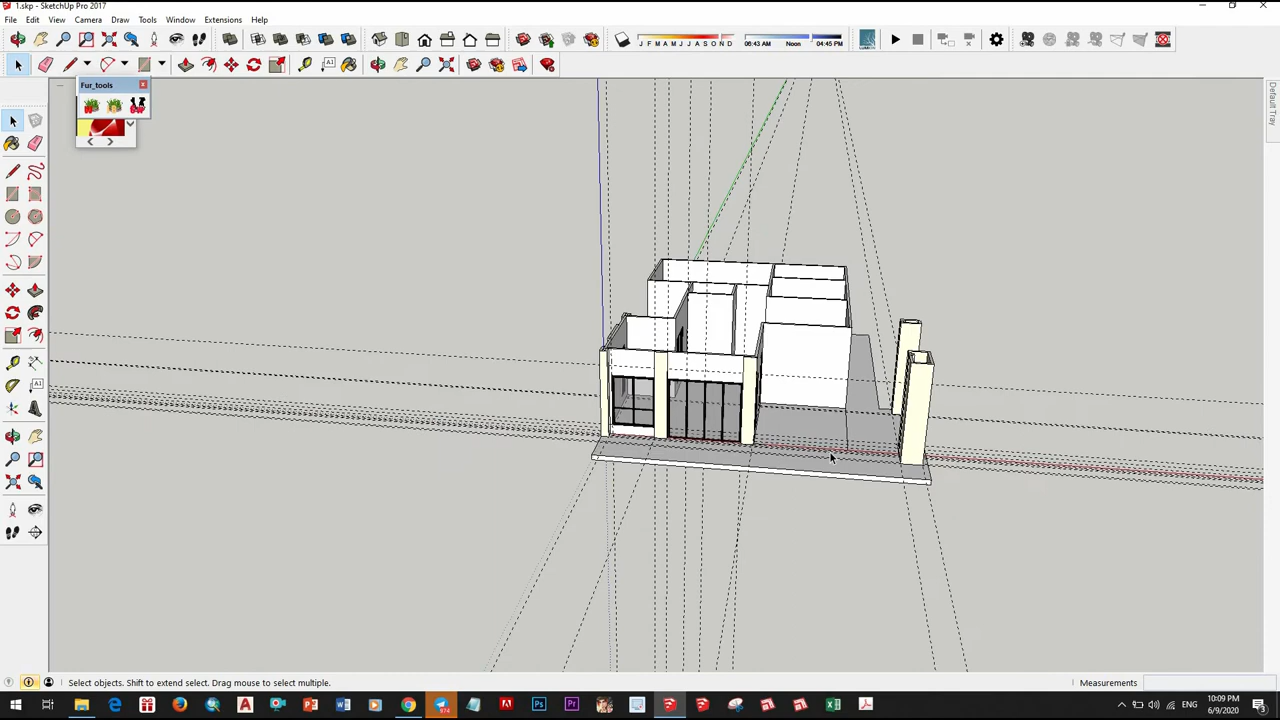 1.skp - SketchUp Pro 2017
File Edit View Camera Draw Tools Window Extensions Help
J F M A M J J A S O N D
06:43 AM Noon 04:45 PM
Fur_tools
Default Tray
Select objects. Shift to extend select. Drag mouse to select multiple.
Measurements
ENG
10:09 PM
6/9/2020